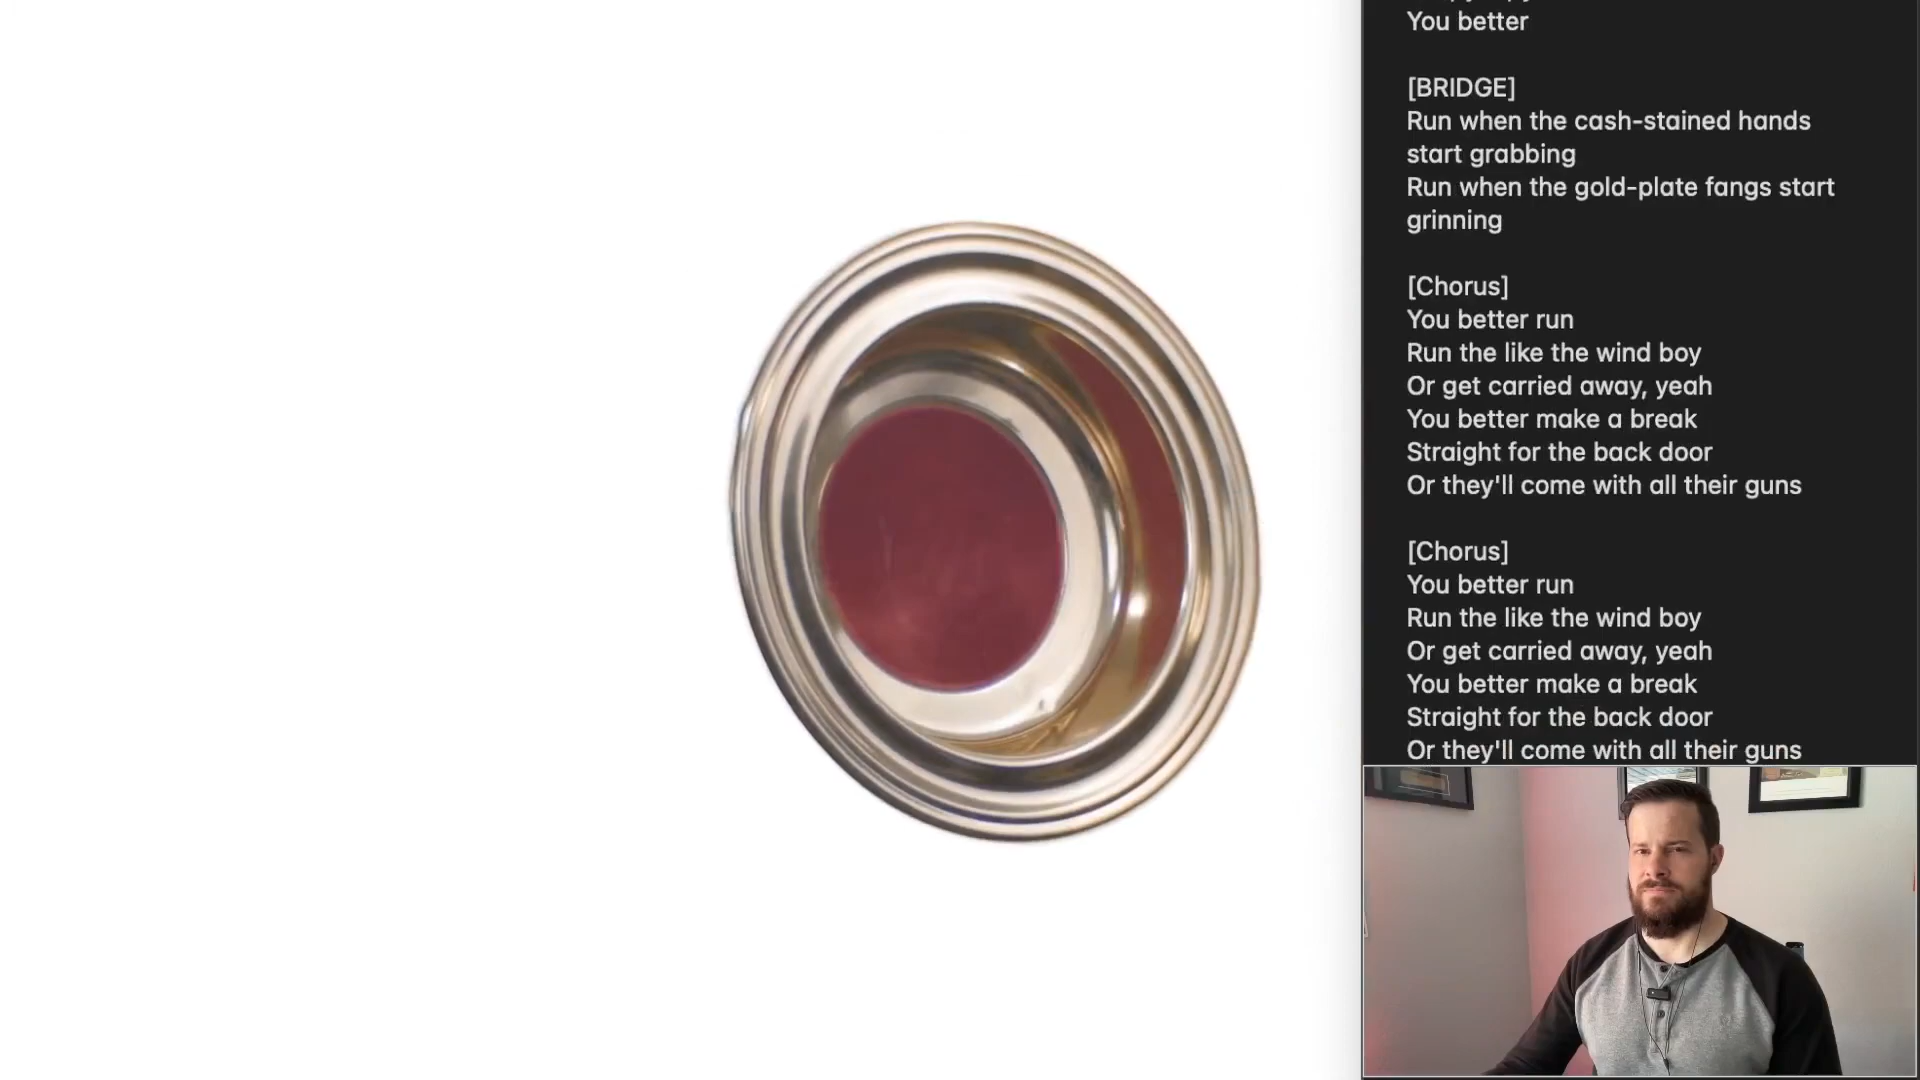 You better
[BRIDGE]
Run when the cash-stained hands
start grabbing
Run when the gold-plate fangs start
grinning
[Chorus]
You better run
Run the like the wind boy
Or get carried away, yeah
You better make a break
Straight for the back door
Or they'll come with all their guns
[Chorus]
You better run
Run the like the wind boy
Or get carried away, yeah
You better make a break
Straight for the back door
Or they'll come with all their guns